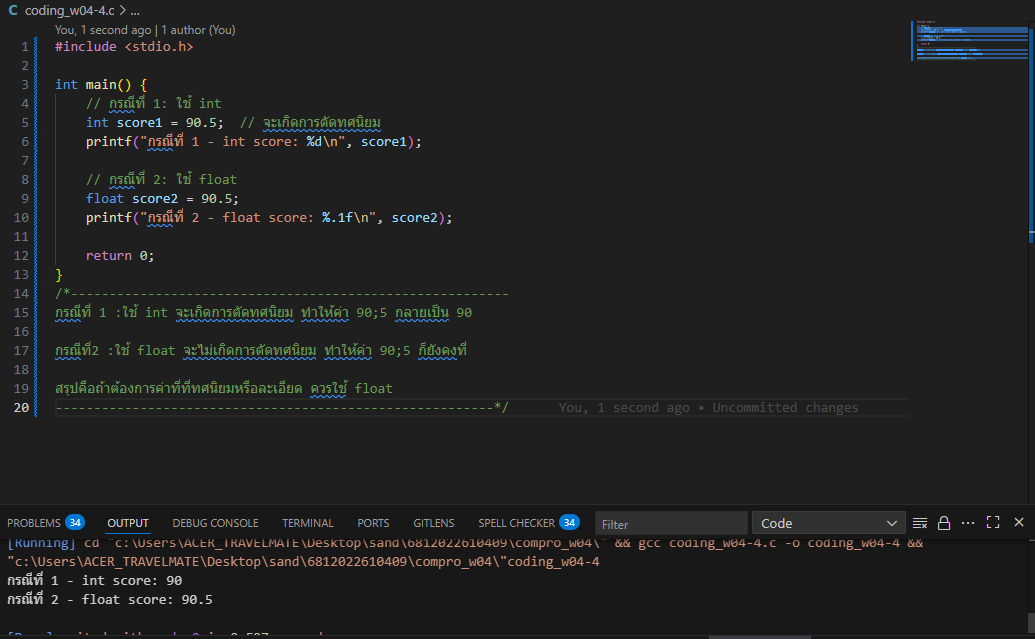 C coding_w04-4.c > ...
You, 1 second ago | 1 author (You)
1 #include <stdio.h>
2
3 int main() {
4 // กรณีที่ 1: ใช้ int
5 int score1 = 90.5; // จะเกิดการตัดทศนิยม
6 printf("กรณีที่ 1 - int score: %d\n", score1);
7
8 // กรณีที่ 2: ใช้ float
9 float score2 = 90.5;
10 printf("กรณีที่ 2 - float score: %.1f\n", score2);
11
12 return 0;
13 }
14 /*---------------------------------------------------------
15 กรณีที่ 1 :ใช้ int จะเกิดการตัดทศนิยม ทำให้ค่า 90;5 กลายเป็น 90
16
17 กรณีที่2 :ใช้ float จะไม่เกิดการตัดทศนิยม ทำให้ค่า 90;5 ก็ยังคงที่
18
19 สรุปคือถ้าต้องการค่าที่ที่ทศนิยมหรือละเอียด ควรใช้ float
20 ---------------------------------------------------------*/ You, 1 second ago • Uncommitted changes
PROBLEMS 34 OUTPUT DEBUG CONSOLE TERMINAL PORTS GITLENS SPELL CHECKER 34 Filter Code
[Running] cd "c:\Users\ACER_TRAVELMATE\Desktop\sand\6812022610409\compro_w04\" && gcc coding_w04-4.c -o coding_w04-4 &&
"c:\Users\ACER_TRAVELMATE\Desktop\sand\6812022610409\compro_w04\"coding_w04-4
กรณีที่ 1 - int score: 90
กรณีที่ 2 - float score: 90.5